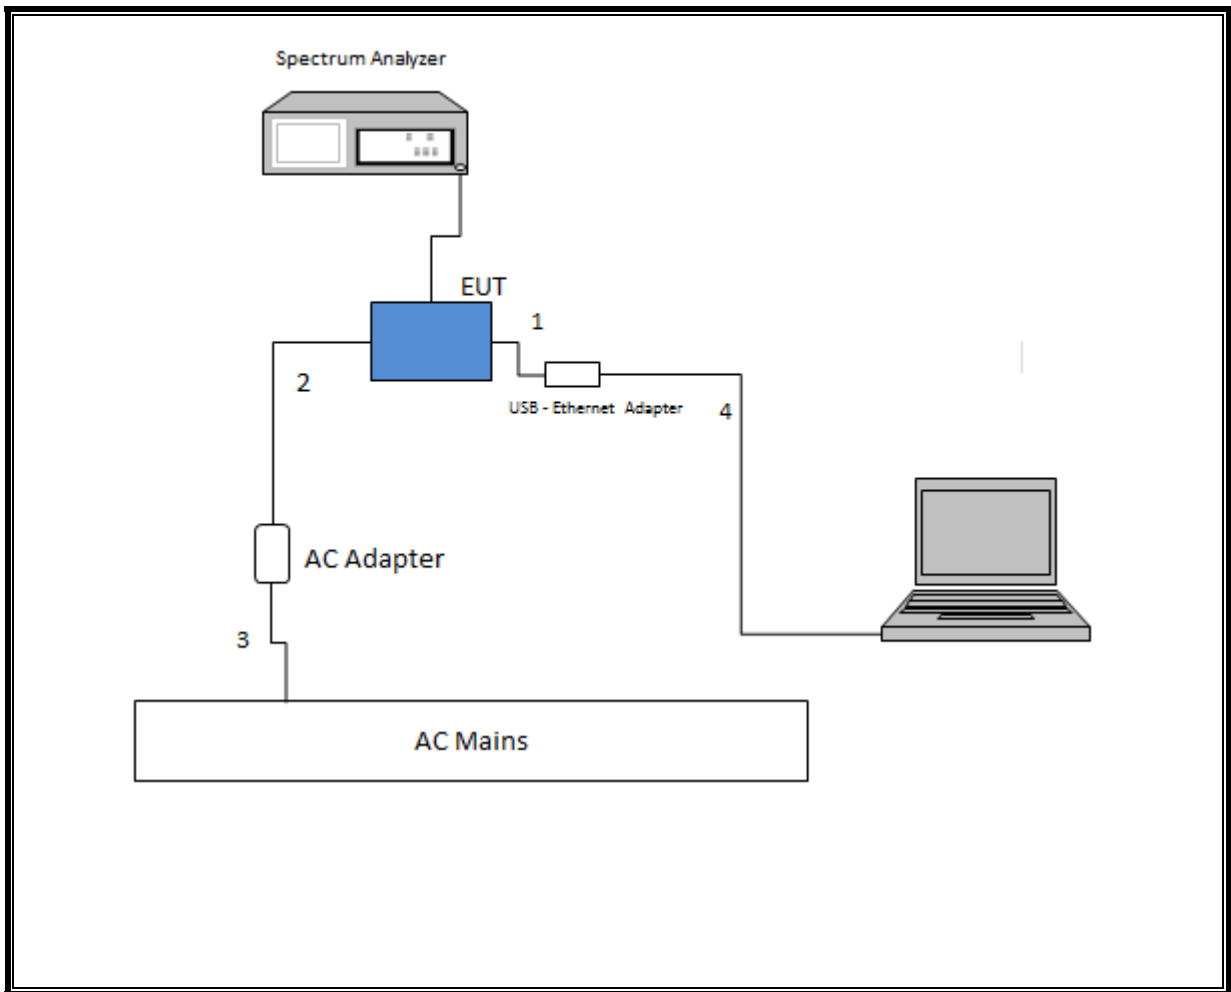 Spectrum Analyzer
EUT
1
2
USB - Ethernet Adapter
4
AC Adapter
3
AC Mains